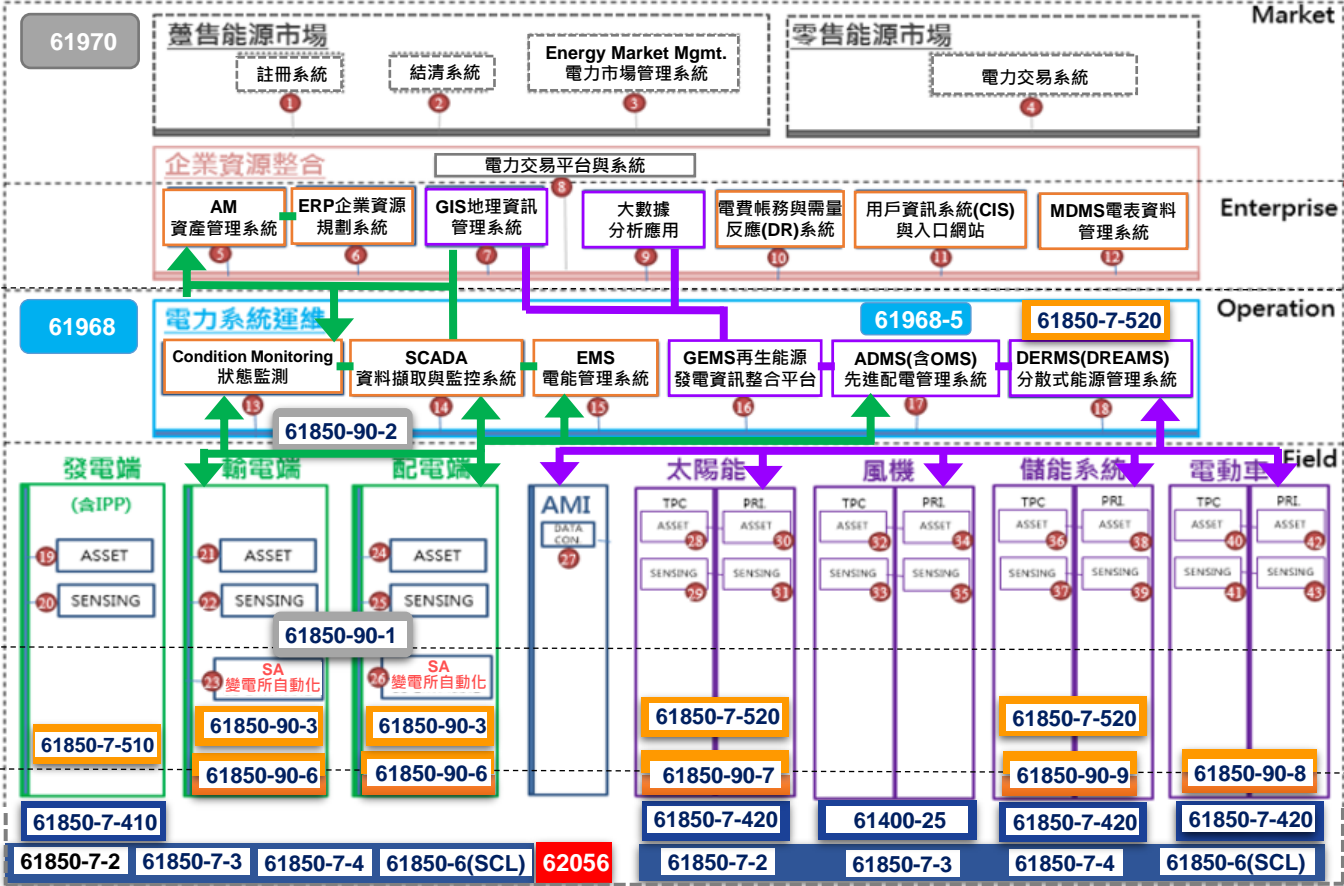 Market
61970
躉售能源市場
註冊系統
1
結清系統
2
Energy Market Mgmt.
電力市場管理系統
3
零售能源市場
電力交易系統
4
企業資源整合
電力交易平台與系統
8
Enterprise
AM
資產管理系統
5
ERP企業資源
規劃系統
6
GIS地理資訊
管理系統
7
大數據
分析應用
9
電費帳務與需量
反應(DR)系統
10
用戶資訊系統(CIS)
與入口網站
11
MDMS電表資料
管理系統
12
Operation
61968
電力系統運維
61968-5
61850-7-520
Condition Monitoring
狀態監測
13
SCADA
資料擷取與監控系統
14
EMS
電能管理系統
15
GEMS再生能源
發電資訊整合平台
16
ADMS(含OMS)
先進配電管理系統
17
DERMS(DREAMS)
分散式能源管理系統
18
61850-90-2
Field
發電端
(含IPP)
19
ASSET
20
SENSING
61850-7-510
輸電端
21
ASSET
22
SENSING
23
SA
變電所自動化
61850-90-3
61850-90-6
61850-90-1
配電端
24
ASSET
25
SENSING
26
SA
變電所自動化
61850-90-3
61850-90-6
AMI
DATA
CON.
27
太陽能
TPC
PRI.
ASSET
28
ASSET
30
SENSING
29
SENSING
31
61850-7-520
61850-90-7
風機
TPC
PRI.
ASSET
32
ASSET
34
SENSING
33
SENSING
35
儲能系統
TPC
PRI.
ASSET
36
ASSET
38
SENSING
37
SENSING
39
61850-7-520
61850-90-9
電動車
TPC
PRI.
ASSET
40
ASSET
42
SENSING
41
SENSING
43
61850-90-8
61850-7-410
61850-7-420
61400-25
61850-7-420
61850-7-420
61850-7-2
61850-7-3
61850-7-4
61850-6(SCL)
62056
61850-7-2
61850-7-3
61850-7-4
61850-6(SCL)